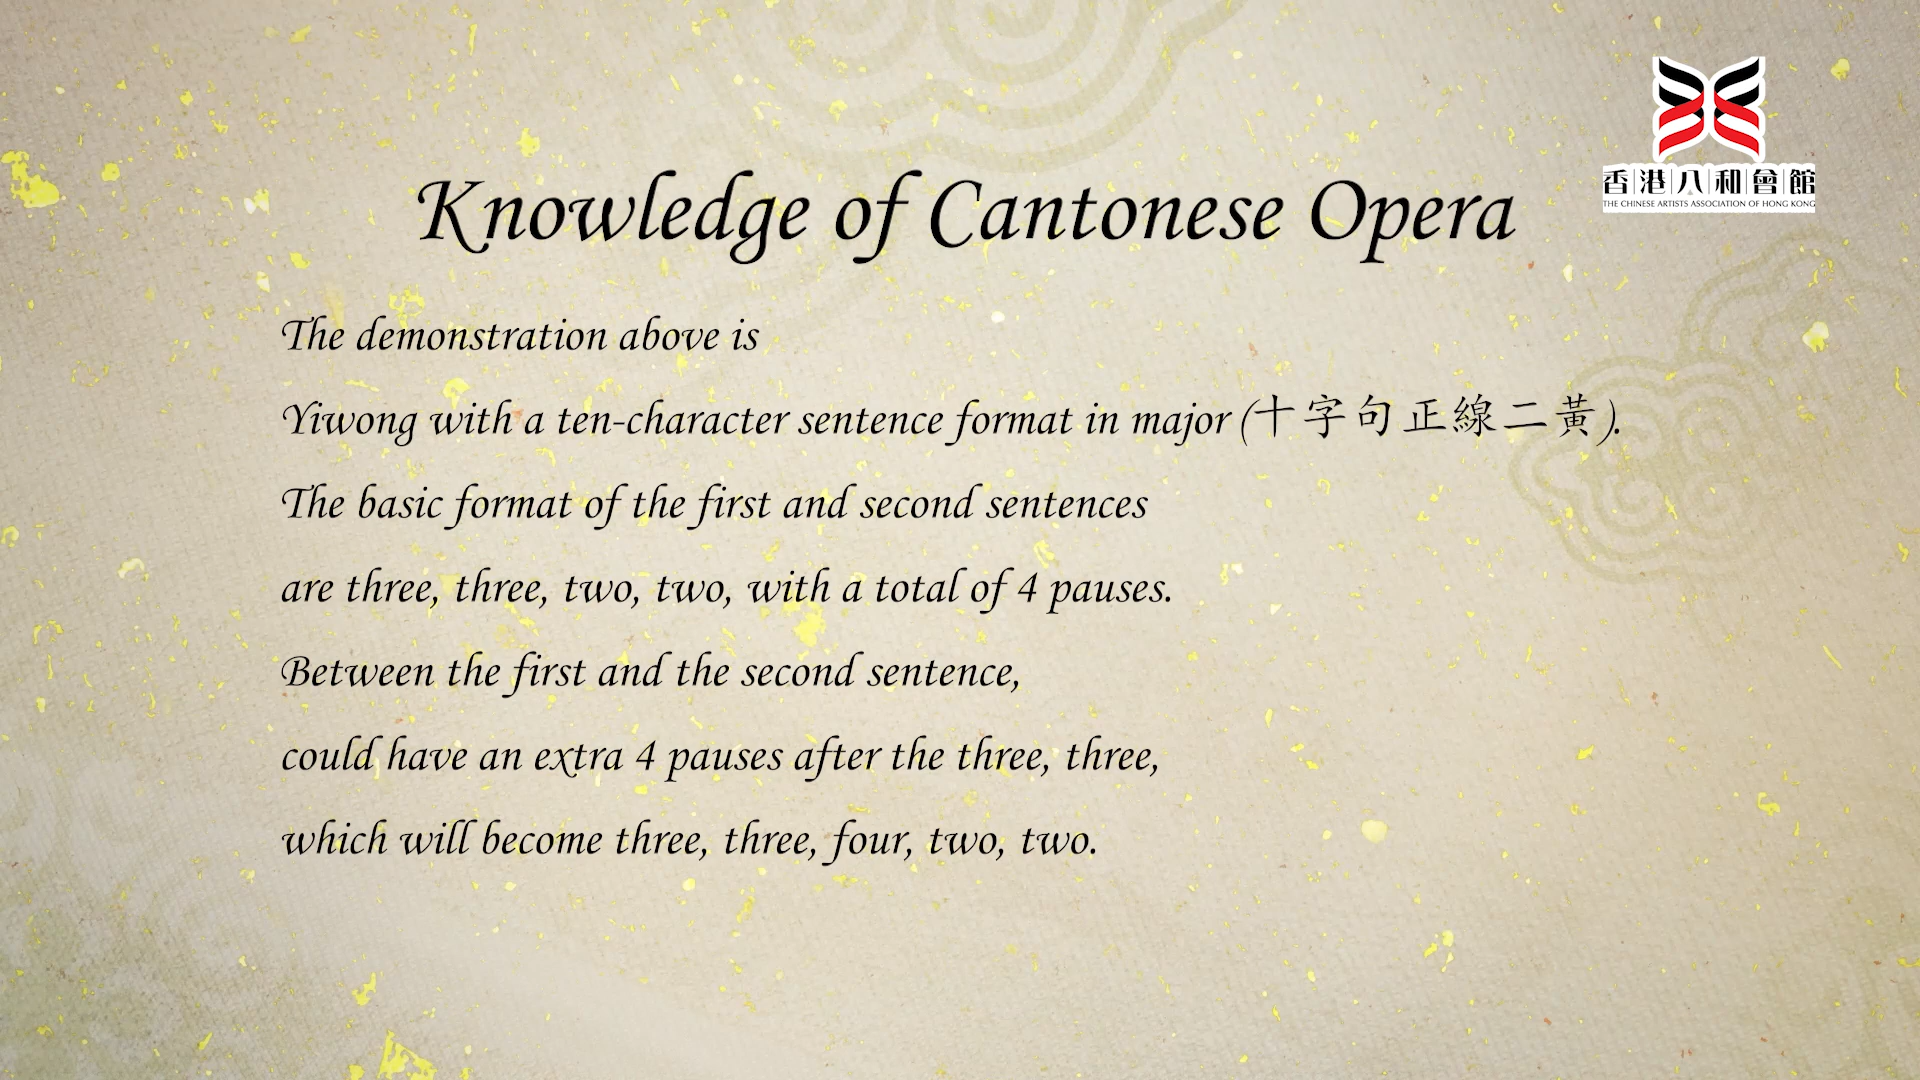 香港八和會館
THE CHINESE ARTISTS ASSOCIATION OF HONG KONG
Knowledge of Cantonese Opera
The demonstration above is
Yiwong with a ten-character sentence format in major (十字句正線二黃).
The basic format of the first and second sentences
are three, three, two, two, with a total of 4 pauses.
Between the first and the second sentence,
could have an extra 4 pauses after the three, three,
which will become three, three, four, two, two.